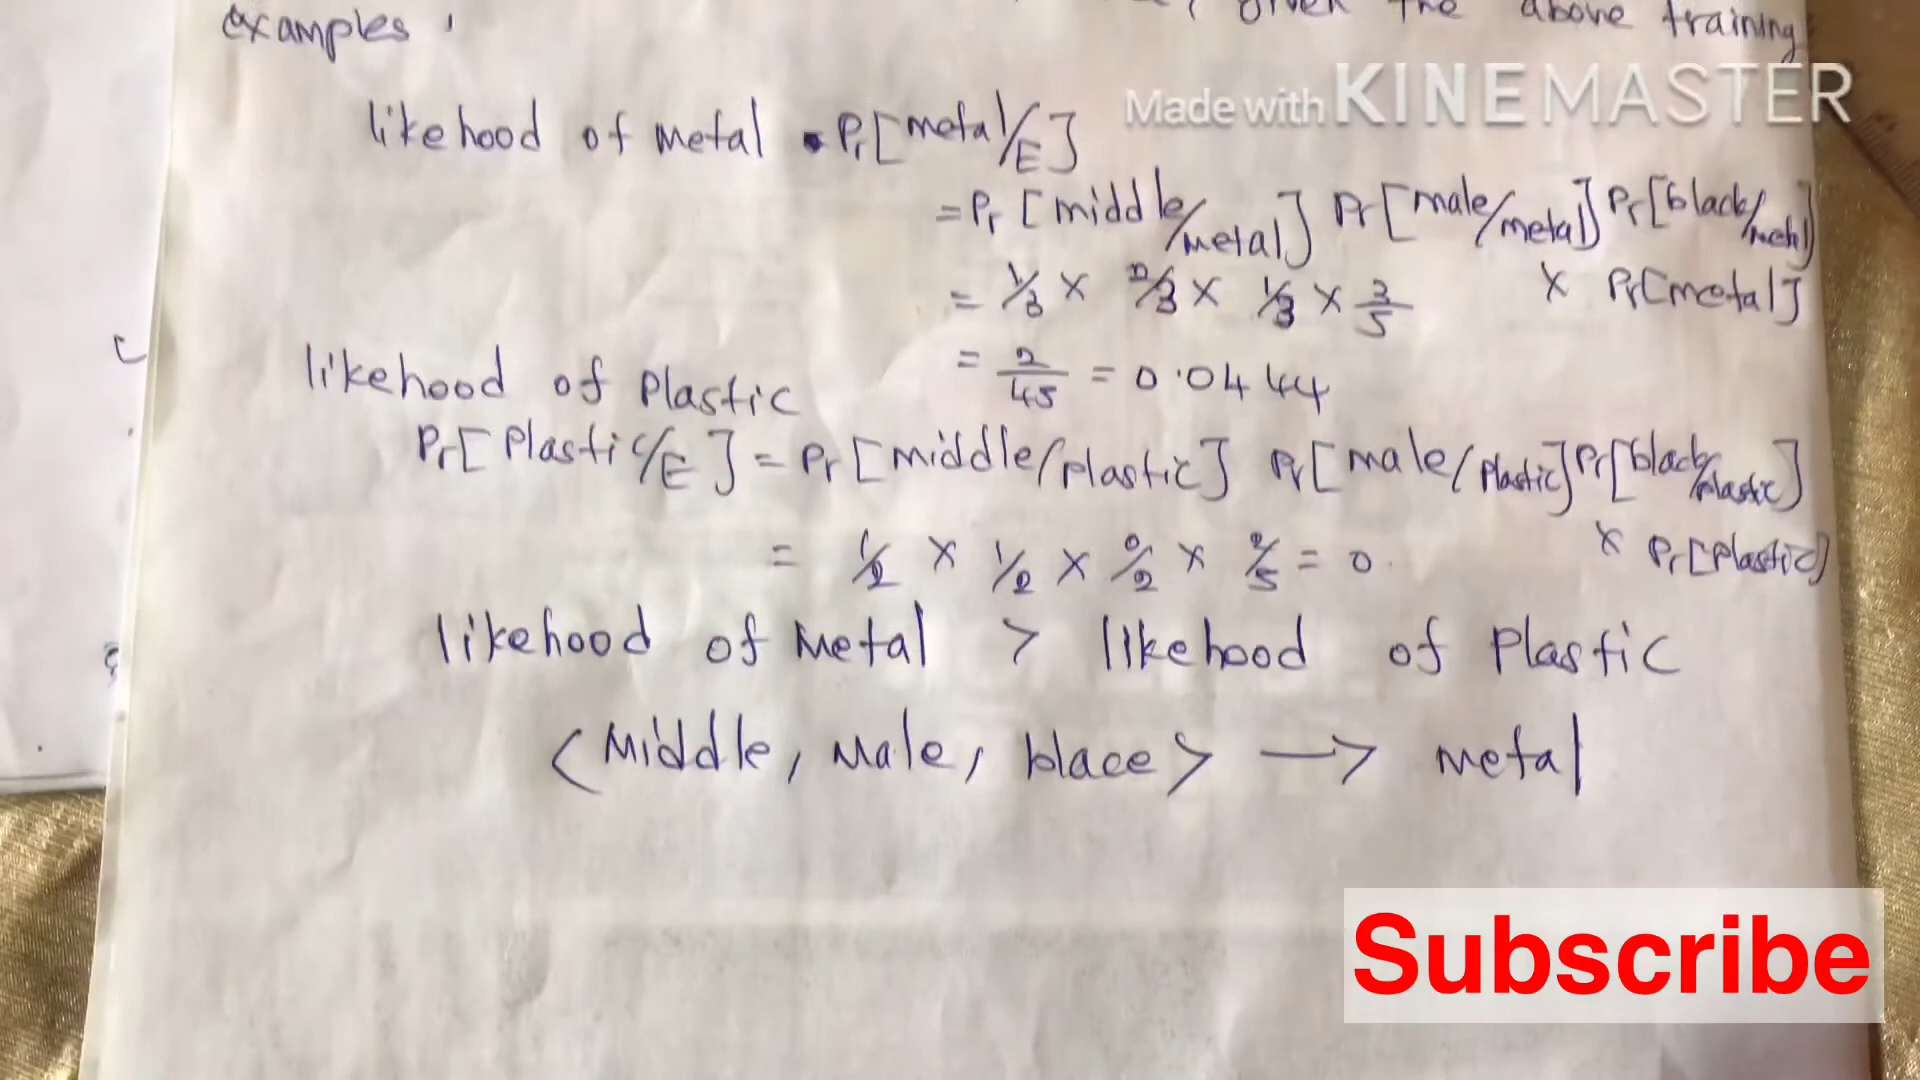 given the above training
examples,
Made with KINEMASTER
likehood of metal Pr[metal/E]
= Pr [middle/metal] Pr[male/metal] Pr[black/metal]
= 1/3 × 2/3 × 1/3 × 3/5 × Pr[metal]
= 2/45 = 0.0444
likehood of Plastic
Pr[Plastic/E] = Pr[middle/Plastic] Pr[male/Plastic] Pr[black/plastic]
= 1/2 × 1/2 × 0/2 × 2/5 = 0. × Pr[Plastic]
likehood of Metal > likehood of Plastic
<Middle, Male, blace> —> metal
Subscribe